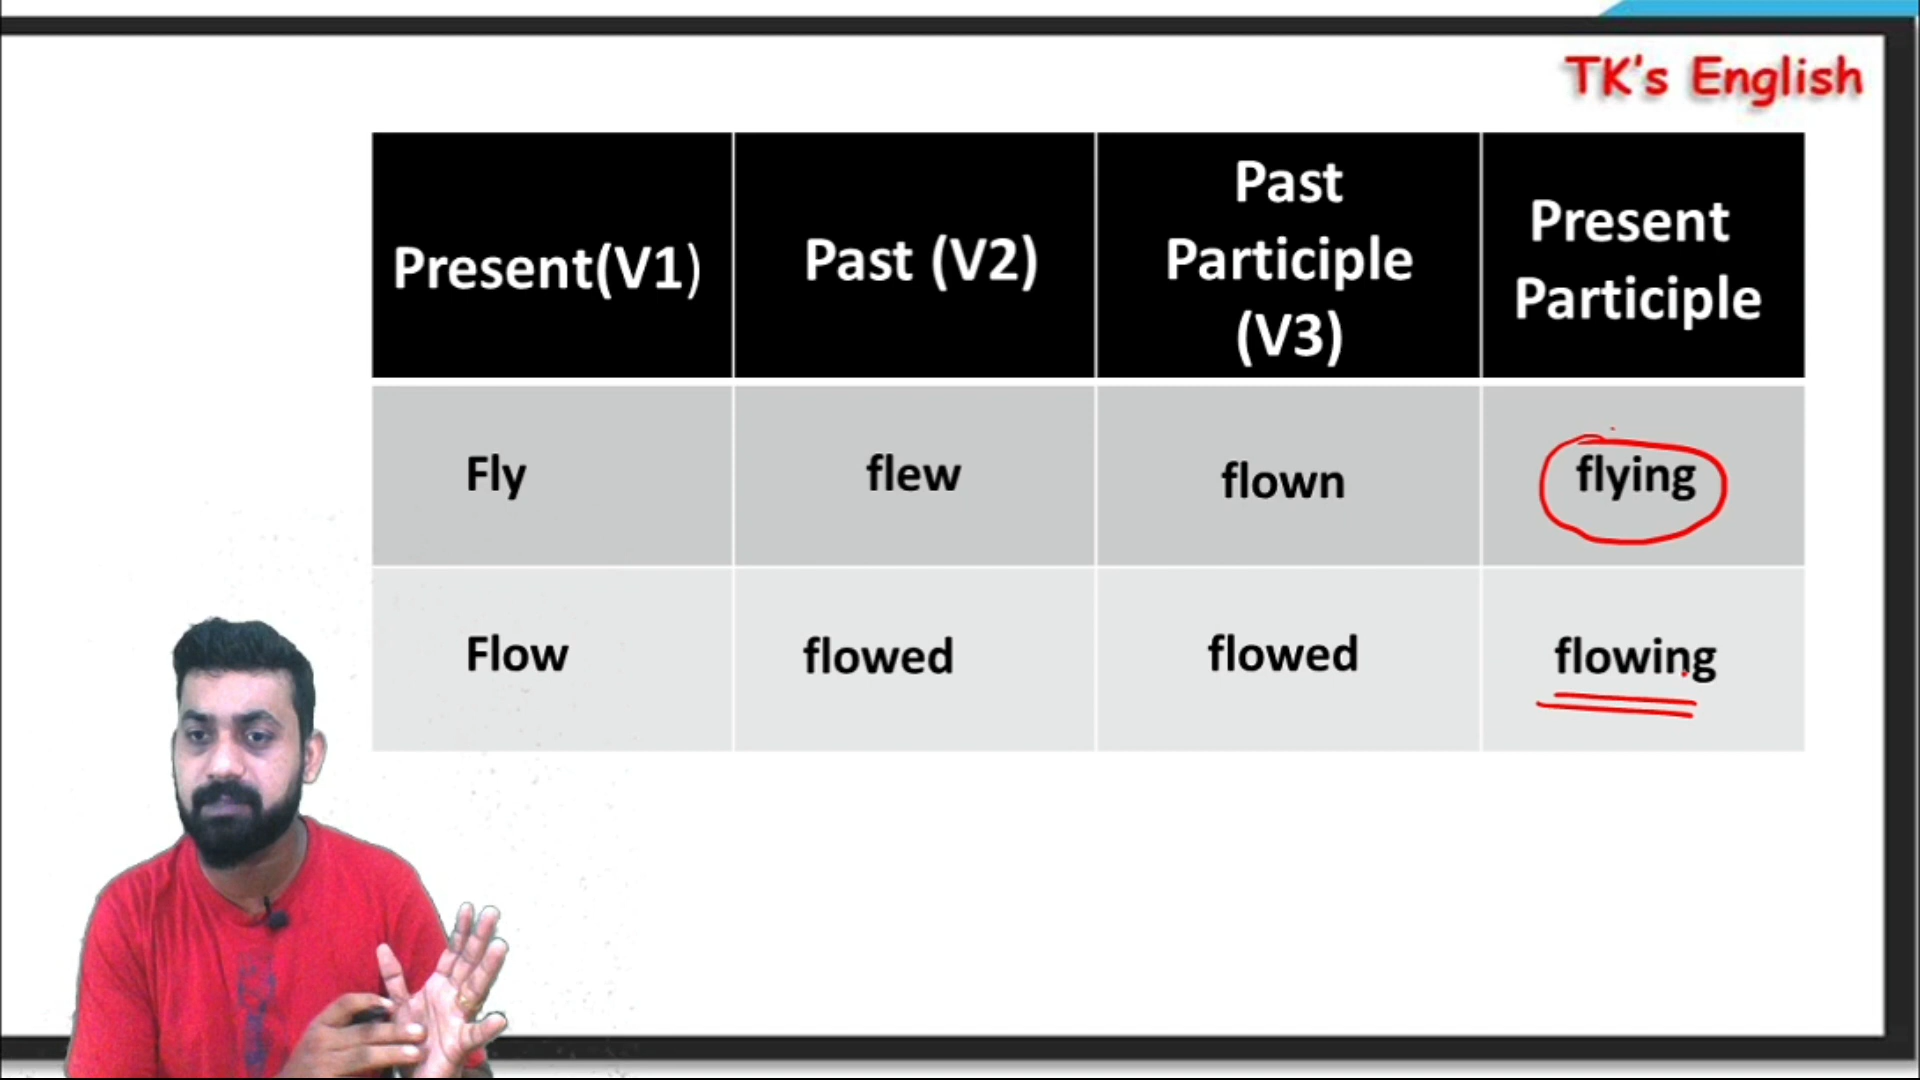 TK's English
Present(V1)
Past (V2)
Past
Participle
(V3)
Present
Participle
Fly
flew
flown
flying
Flow
flowed
flowed
flowing